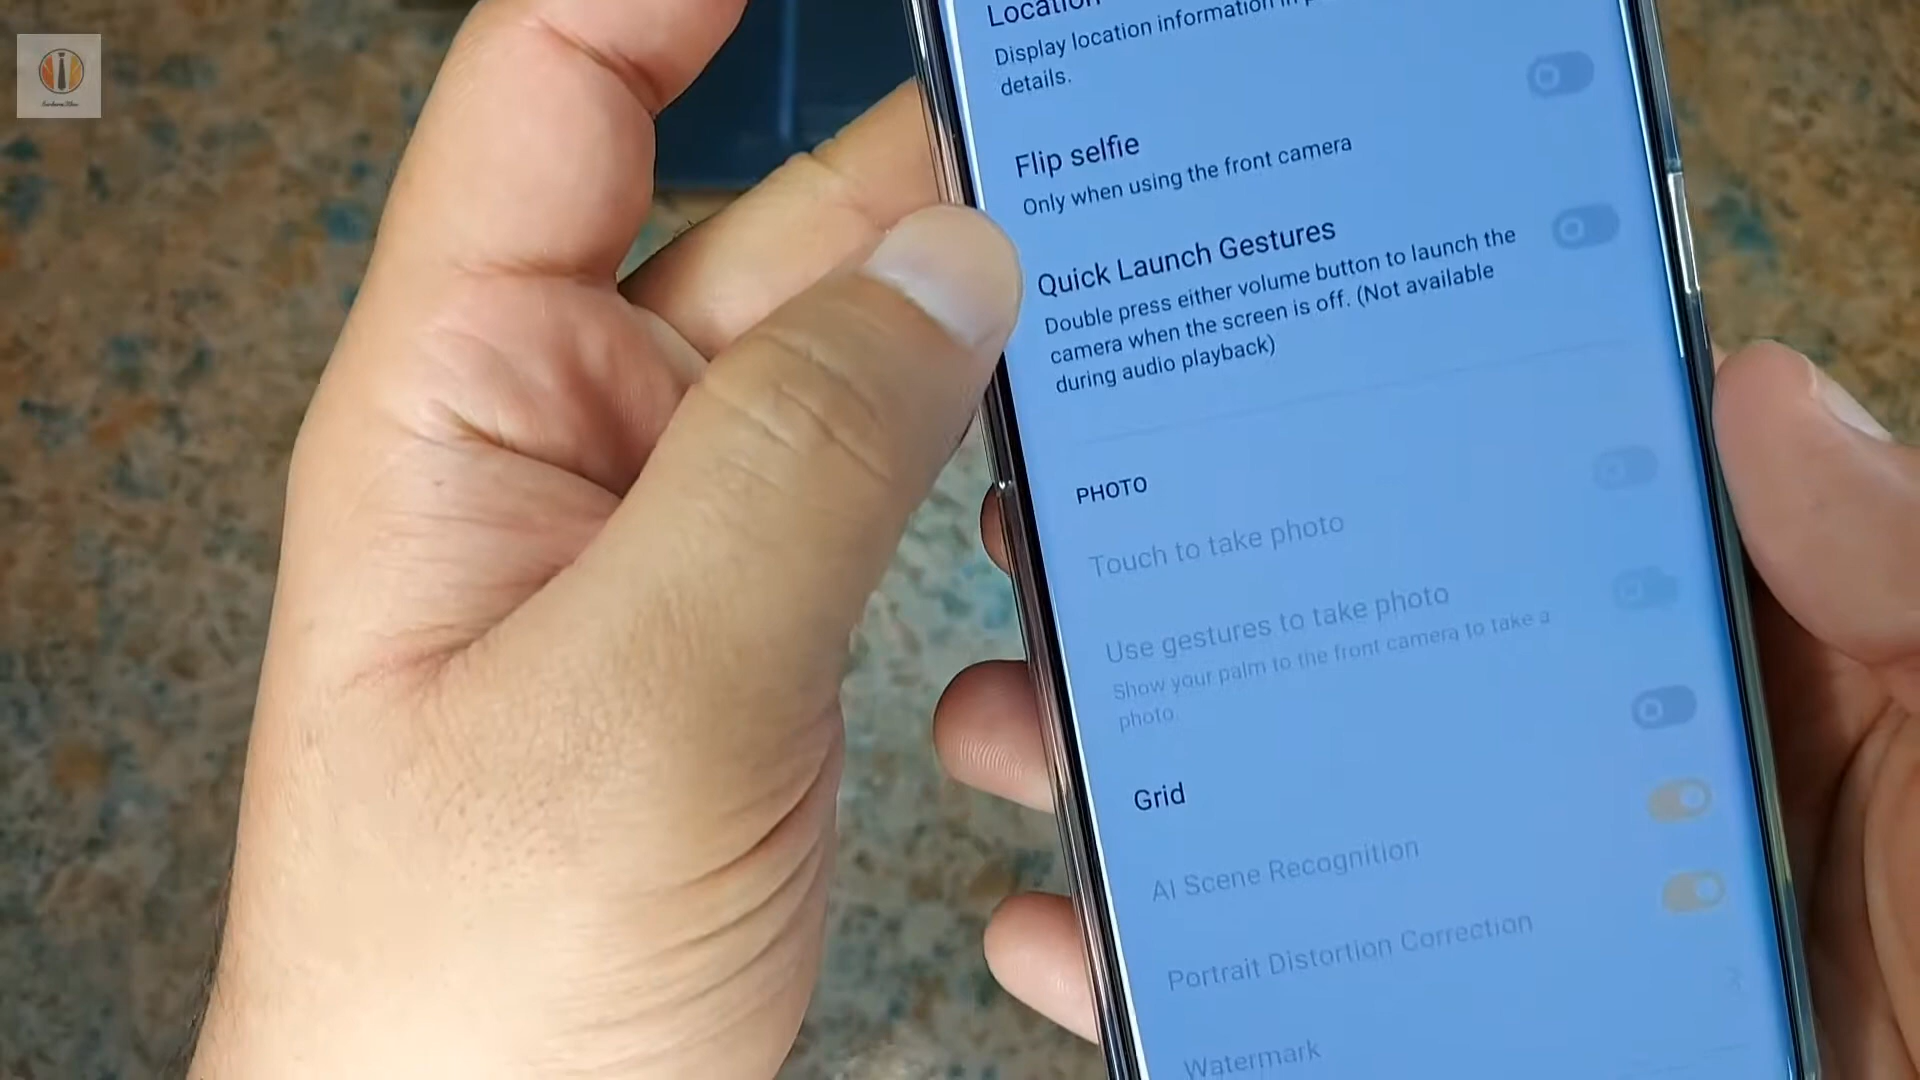 Location
Display location information in
details.
Flip selfie
Only when using the front camera
Quick Launch Gestures
Double press either volume button to launch the
camera when the screen is off. (Not available
during audio playback)
PHOTO
Touch to take photo
Use gestures to take photo
Show your palm to the front camera to take a
photo.
Grid
AI Scene Recognition
Portrait Distortion Correction
Watermark